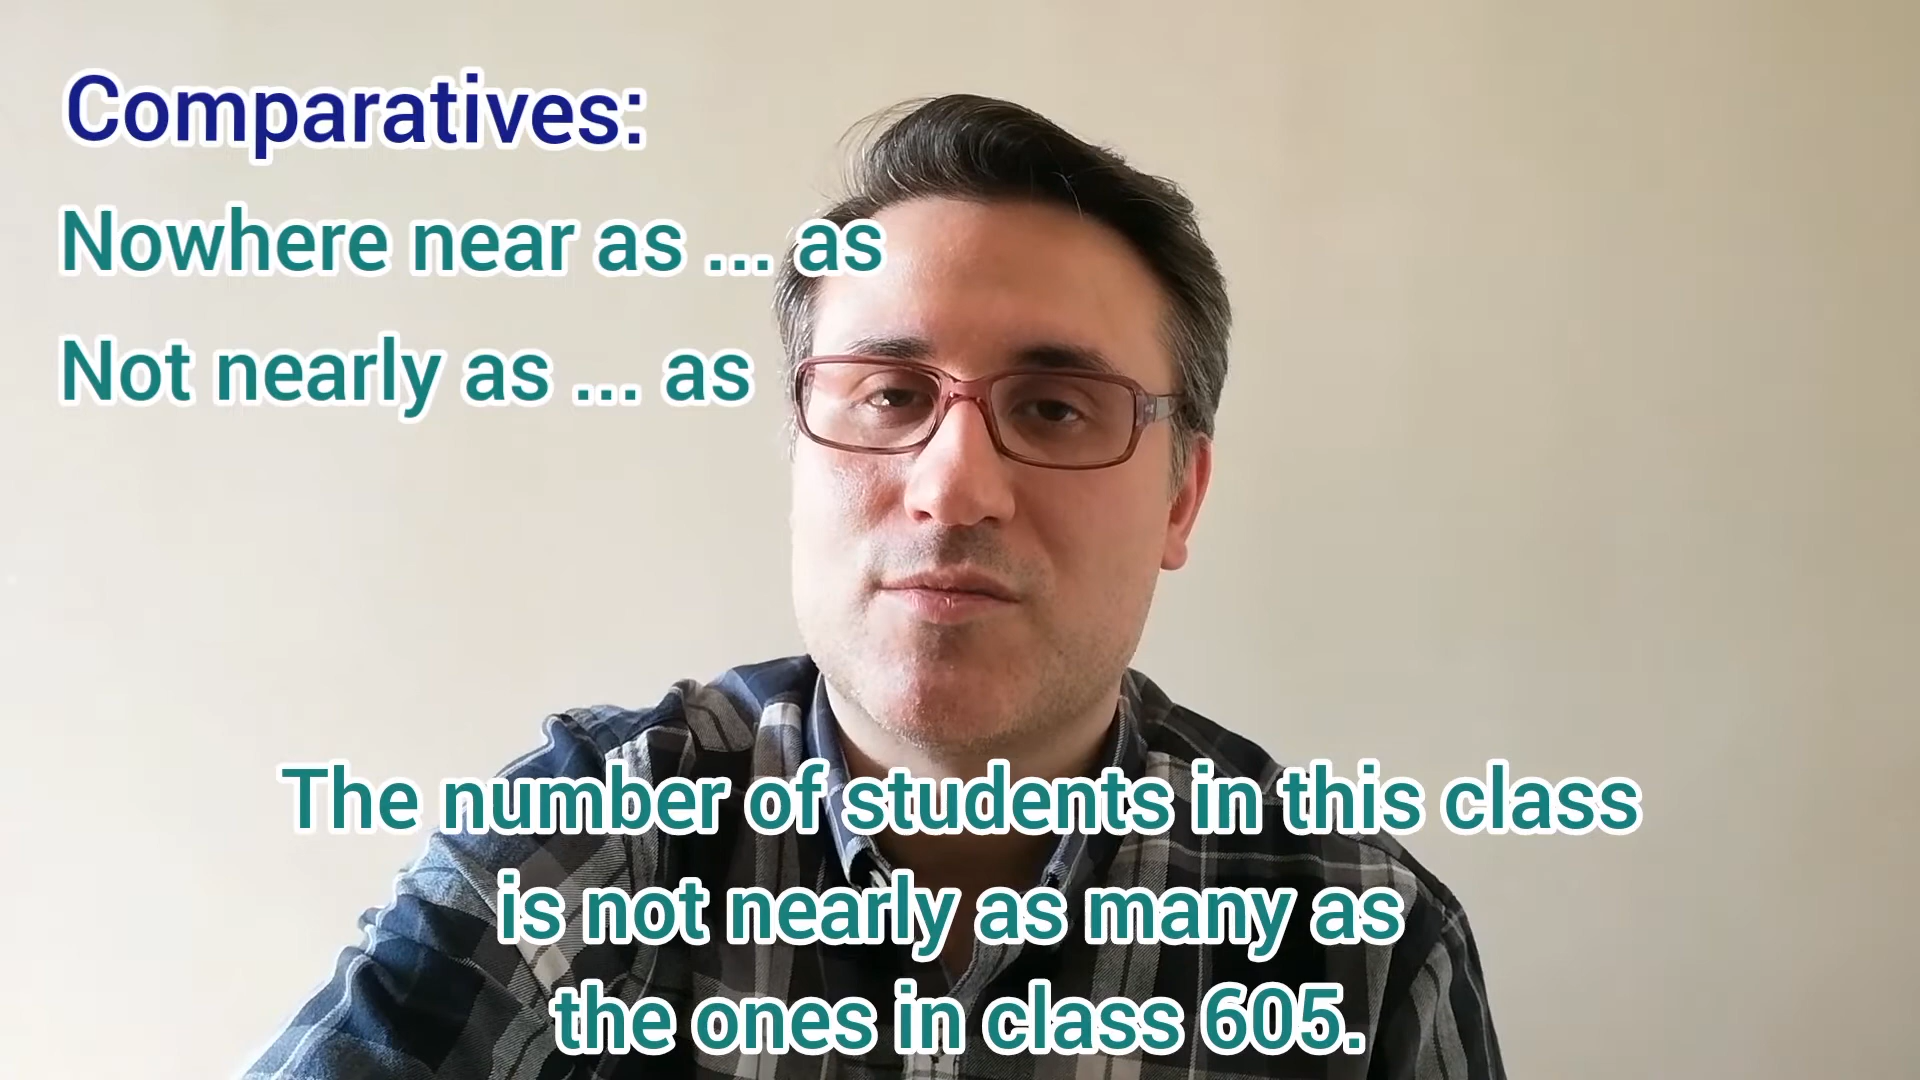 Comparatives:
Nowhere near as ... as
Not nearly as ... as
The number of students in this class
is not nearly as many as
the ones in class 605.